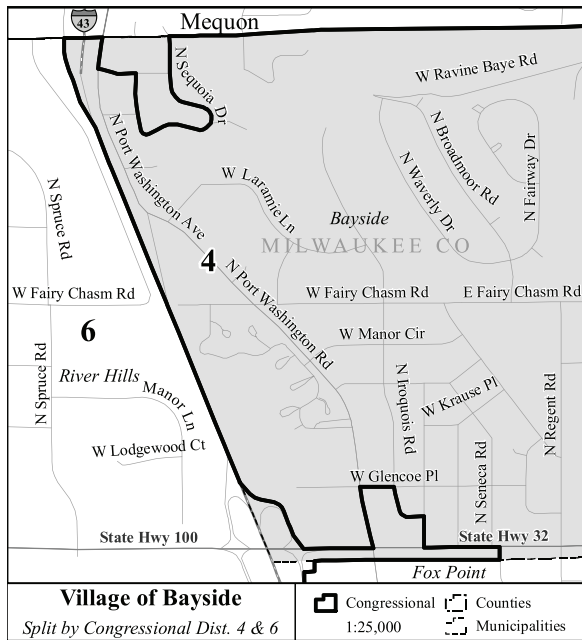 Mequon
43
N Sequoia Dr
W Ravine Baye Rd
N Port Washington Ave
N Broadmoor Rd
N Fairway Dr
N Waverly Dr
W Laramie Ln
Bayside
MILWAUKEE CO
N Spruce Rd
4
N Port Washington Rd
W Fairy Chasm Rd
W Fairy Chasm Rd
E Fairy Chasm Rd
6
W Manor Cir
N Spruce Rd
River Hills
Manor Ln
N Iroquois Rd
W Krause Pl
N Regent Rd
W Lodgewood Ct
N Seneca Rd
W Glencoe Pl
State Hwy 100
State Hwy 32
Fox Point
Village of Bayside
Split by Congressional Dist. 4 & 6
Congressional
Counties
1:25,000
Municipalities